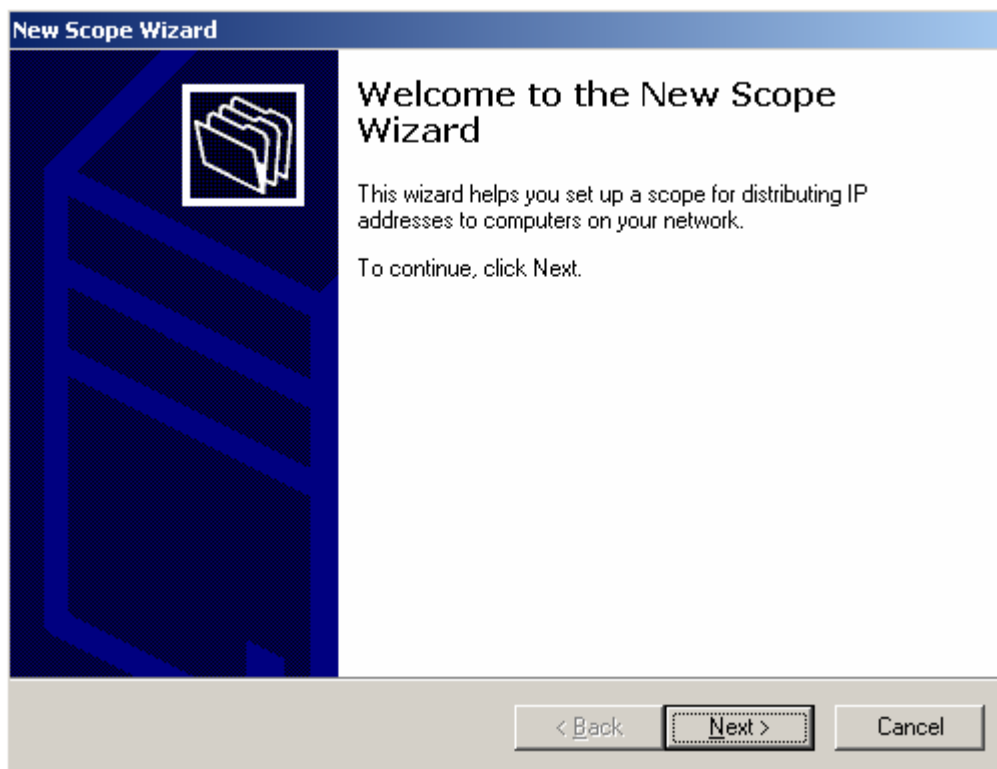 New Scope Wizard
Welcome to the New Scope
Wizard
This wizard helps you set up a scope for distributing IP
addresses to computers on your network.
To continue, click Next.
< Back
Next >
Cancel